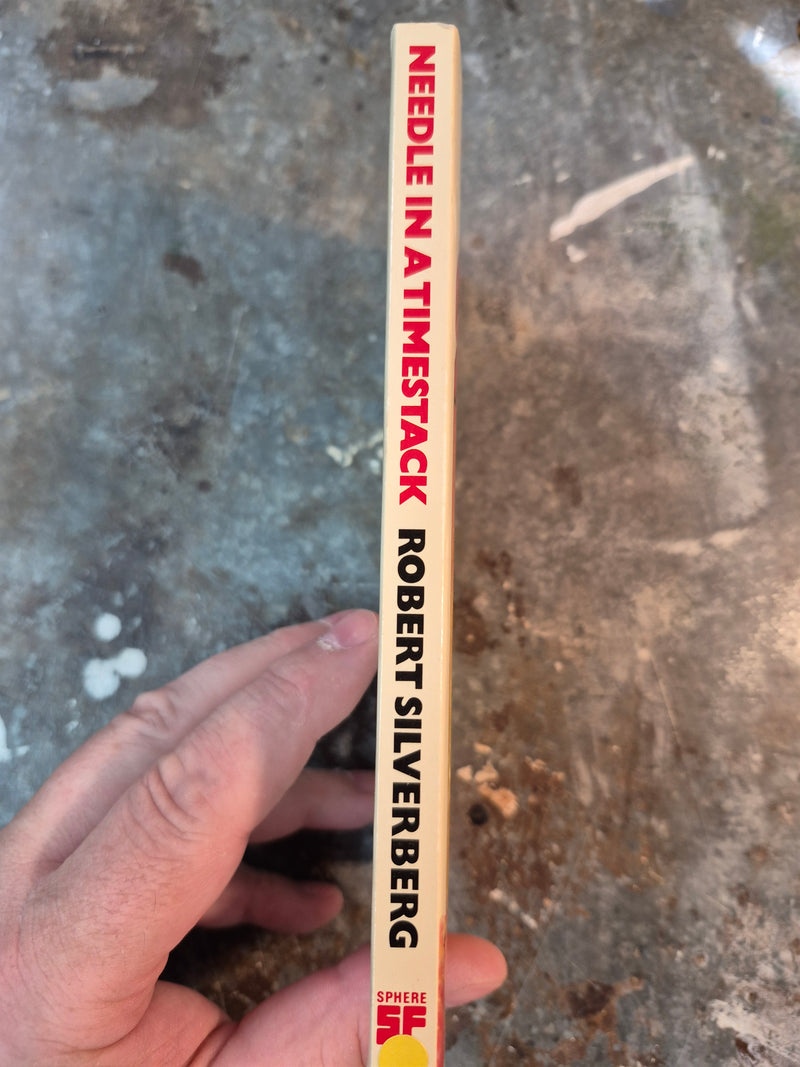 NEEDLE IN A TIMESTACK ROBERT SILVERBERG
SPHERE
SF